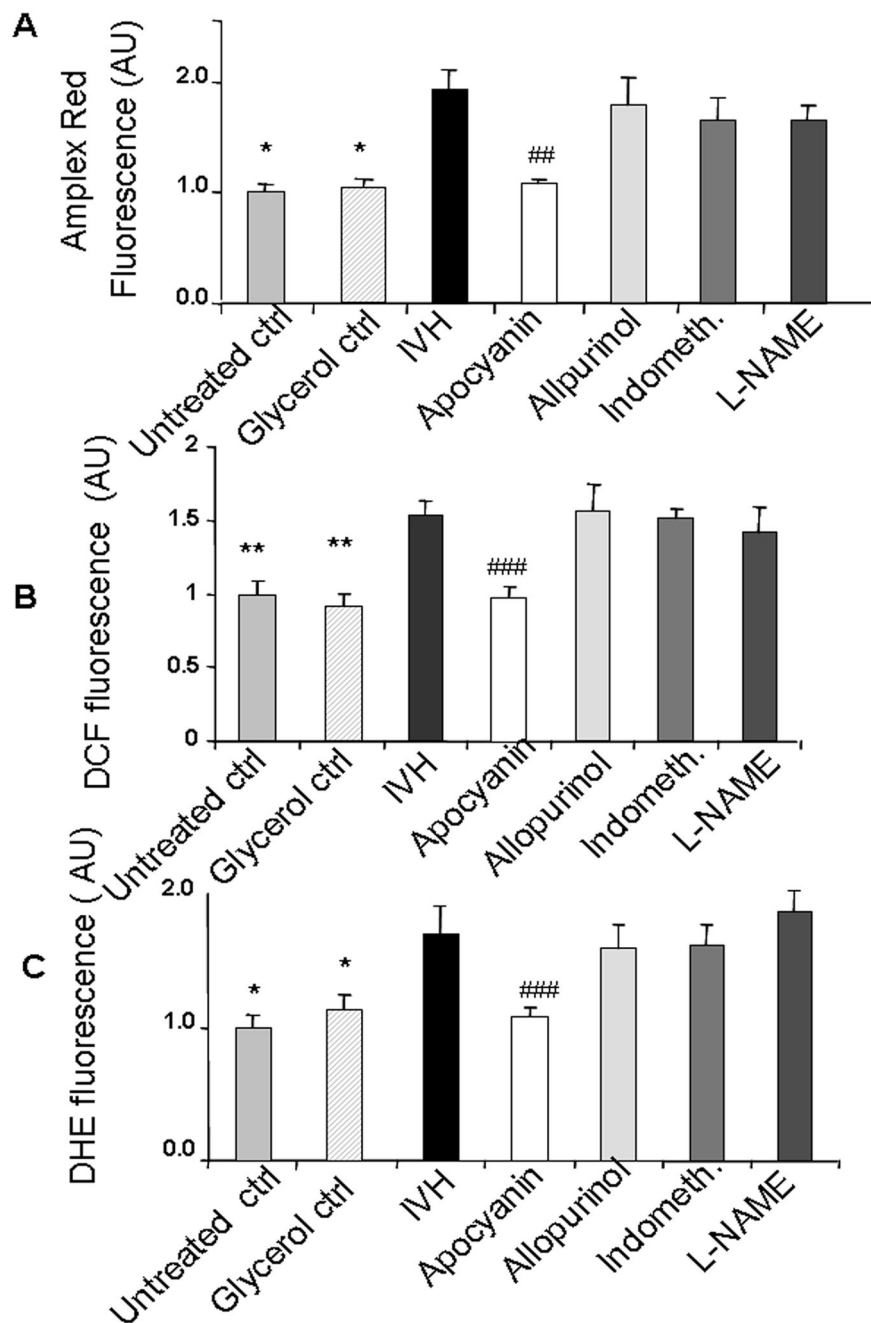 A
Amplex Red
Fluorescence (AU)
2.0
1.0
0.0
*
*
##
Untreated ctrl
Glycerol ctrl
IVH
Apocyanin
Allpurinol
Indometh.
L-NAME
B
DCF fluorescence (AU)
2
1.5
1
0.5
0
**
**
###
Untreated ctrl
Glycerol ctrl
IVH
Apocyanin
Allopurinol
Indometh.
L-NAME
C
DHE fluorescence ( AU)
2.0
1.0
0.0
*
*
###
Untreated ctrl
Glycerol ctrl
IVH
Apocyanin
Allopurinol
Indometh.
L-NAME